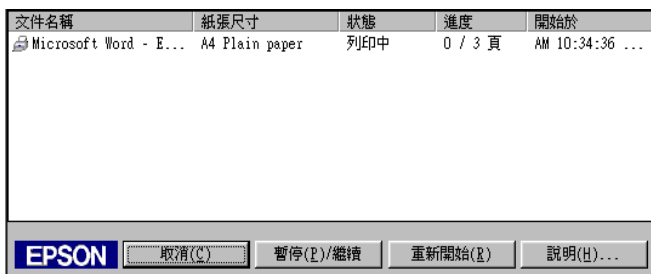 文件名稱 紙張尺寸 狀態 進度 開始於
Microsoft Word - E... A4 Plain paper 列印中 0 / 3 頁 AM 10:34:36 ...
EPSON 取消(C) 暫停(P)/繼續 重新開始(R) 說明(H)...